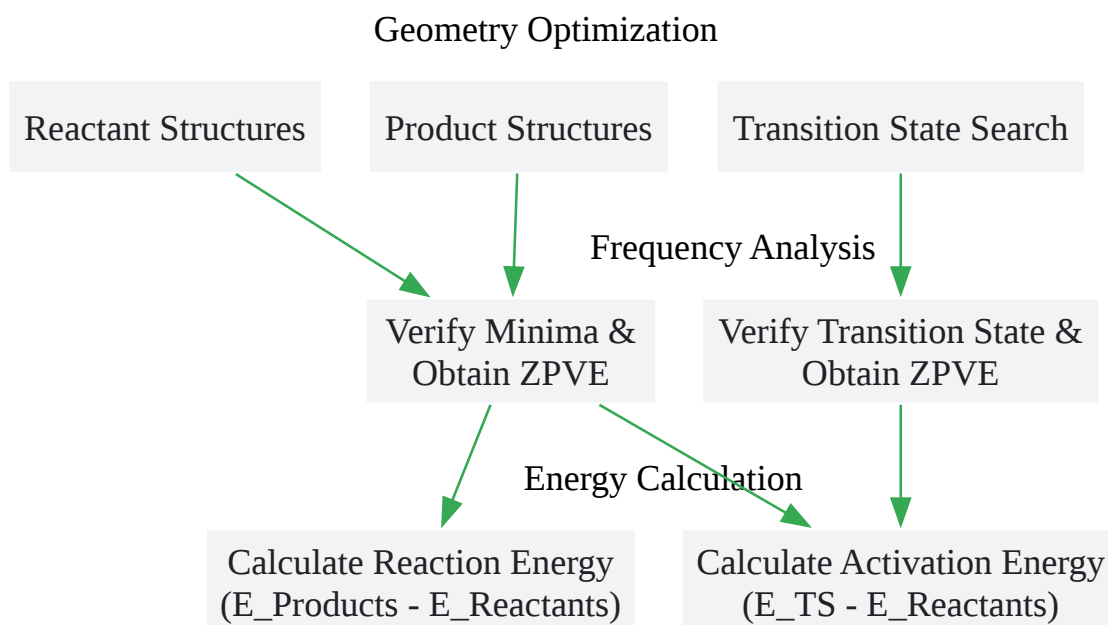 Geometry Optimization
Reactant Structures
Product Structures
Transition State Search
Frequency Analysis
Verify Minima &
Obtain ZPVE
Verify Transition State &
Obtain ZPVE
Energy Calculation
Calculate Reaction Energy
(E_Products - E_Reactants)
Calculate Activation Energy
(E_TS - E_Reactants)